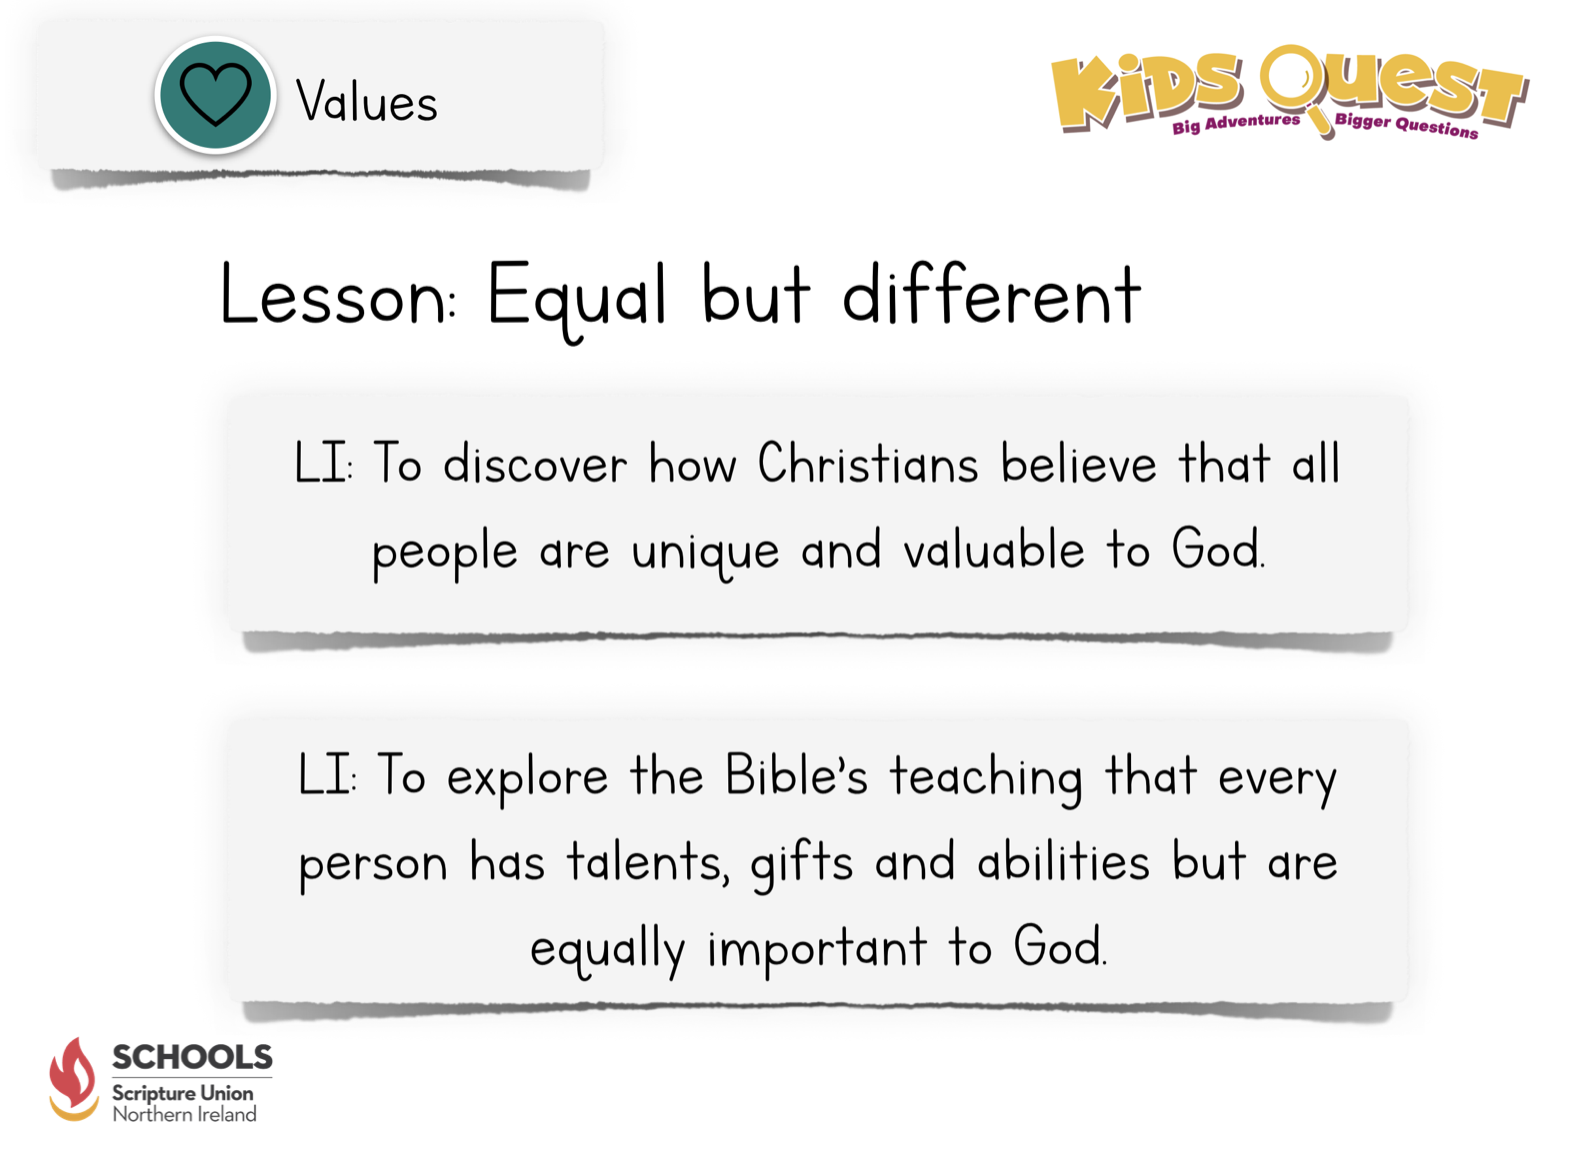 Values
KiDS QUEST
Big Adventures Bigger Questions
Lesson: Equal but different
LI: To discover how Christians believe that all
people are unique and valuable to God.
LI: To explore the Bible's teaching that every
person has talents, gifts and abilities but are
equally important to God.
SCHOOLS
Scripture Union
Northern Ireland